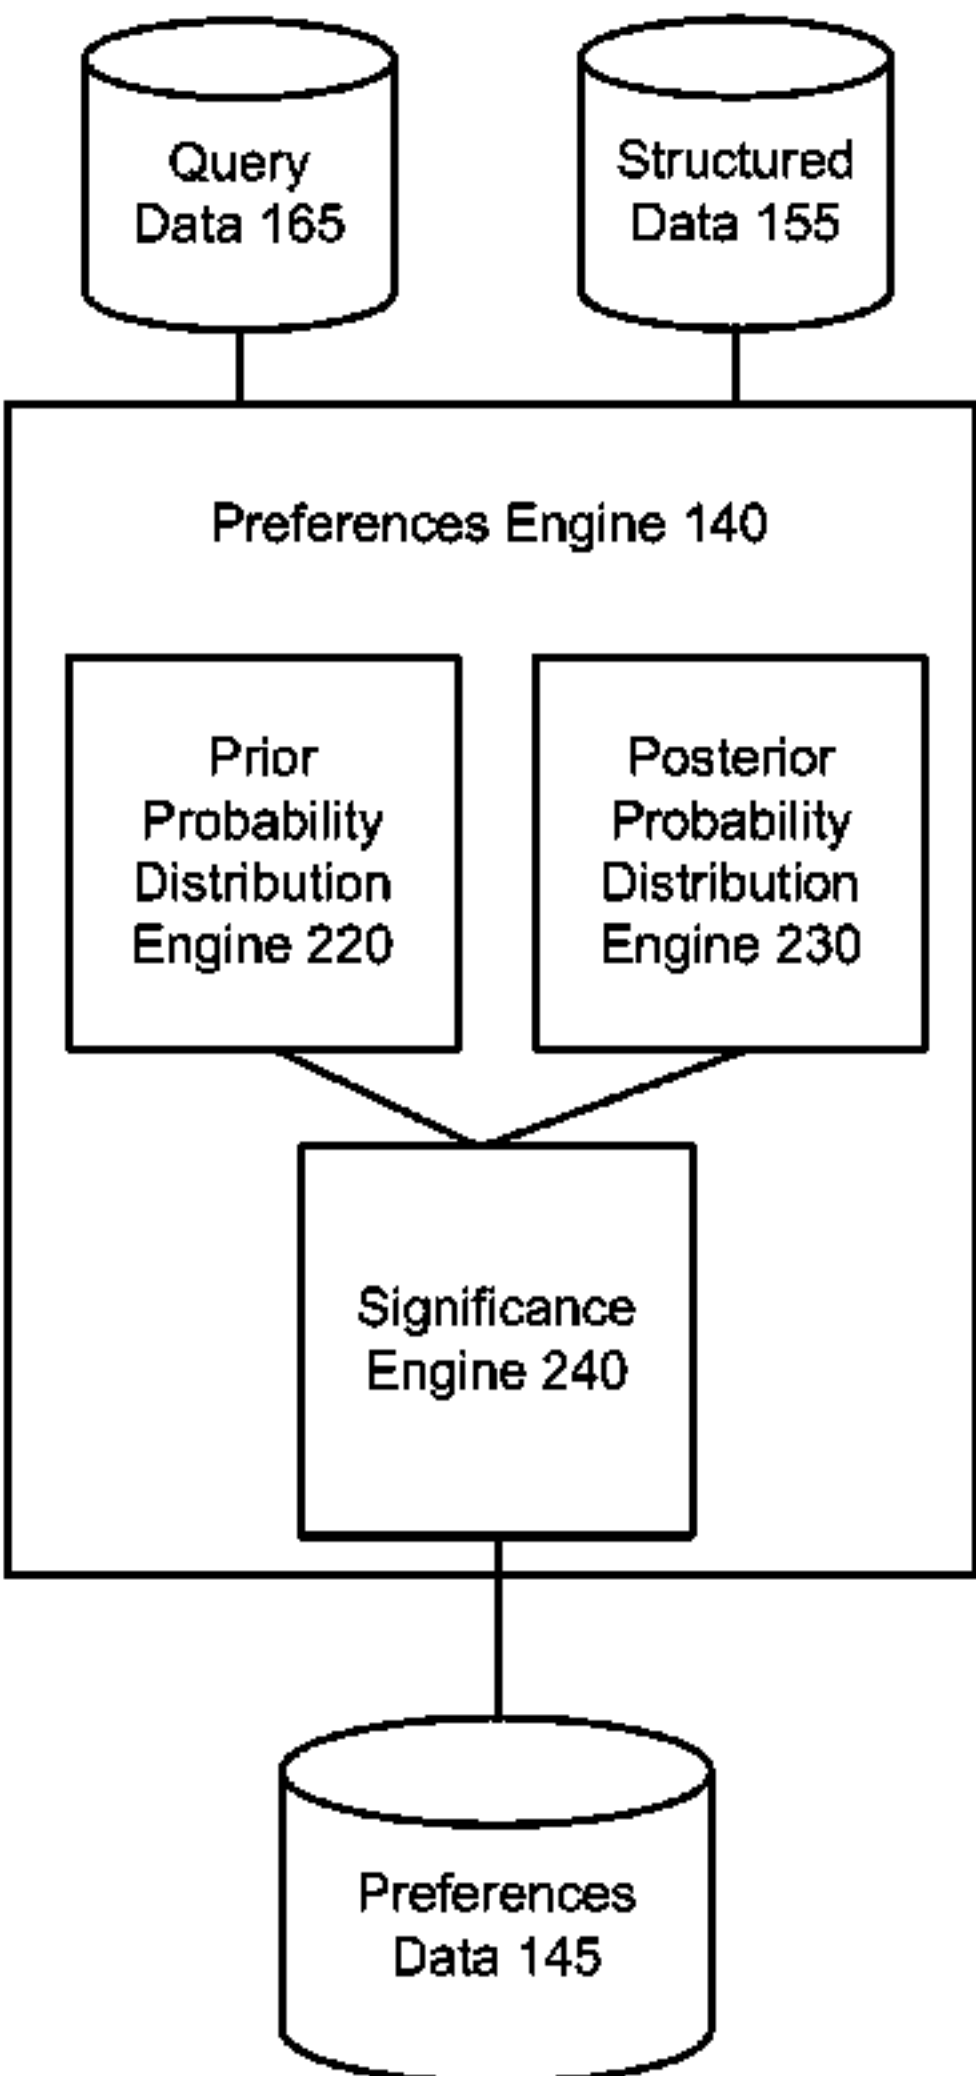 Query
Data 165
Structured
Data 155
Preferences Engine 140
Prior
Probability
Distribution
Engine 220
Posterior
Probability
Distribution
Engine 230
Significance
Engine 240
Preferences
Data 145